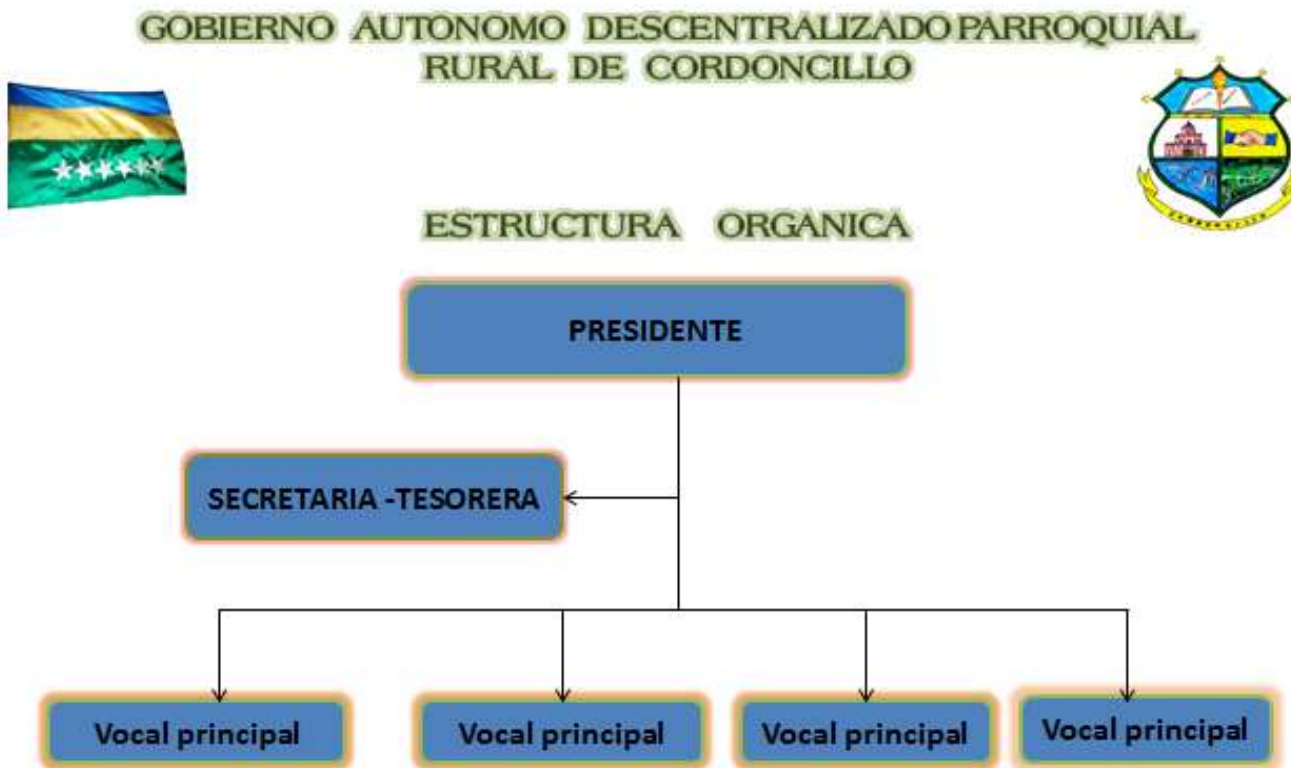 GOBIERNO AUTONOMO DESCENTRALIZADO PARROQUIAL
RURAL DE CORDONCILLO
ESTRUCTURA ORGANICA
PRESIDENTE
SECRETARIA -TESORERA
Vocal principal
Vocal principal
Vocal principal
Vocal principal